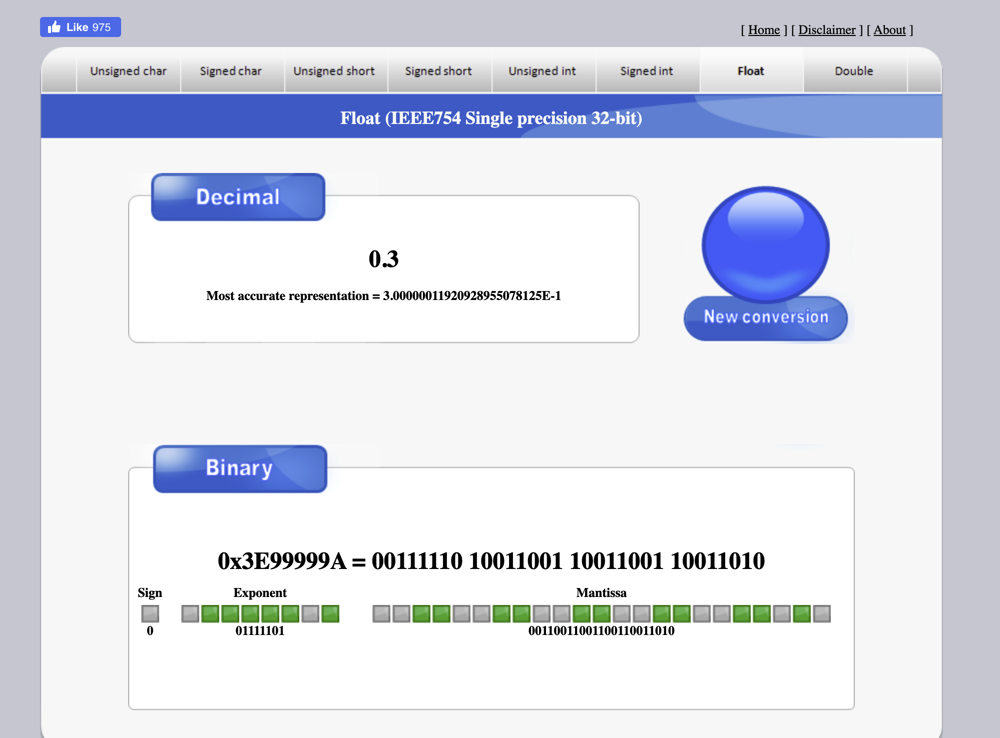 Like 975
[ Home ] [ Disclaimer ] [ About ]
Unsigned char Signed char Unsigned short Signed short Unsigned int Signed int Float Double
Float (IEEE754 Single precision 32-bit)
Decimal
0.3
Most accurate representation = 3.00000011920928955078125E-1
New conversion
Binary
0x3E99999A = 00111110 10011001 10011001 10011010
Sign Exponent Mantissa
0 01111101 00110011001100110011010